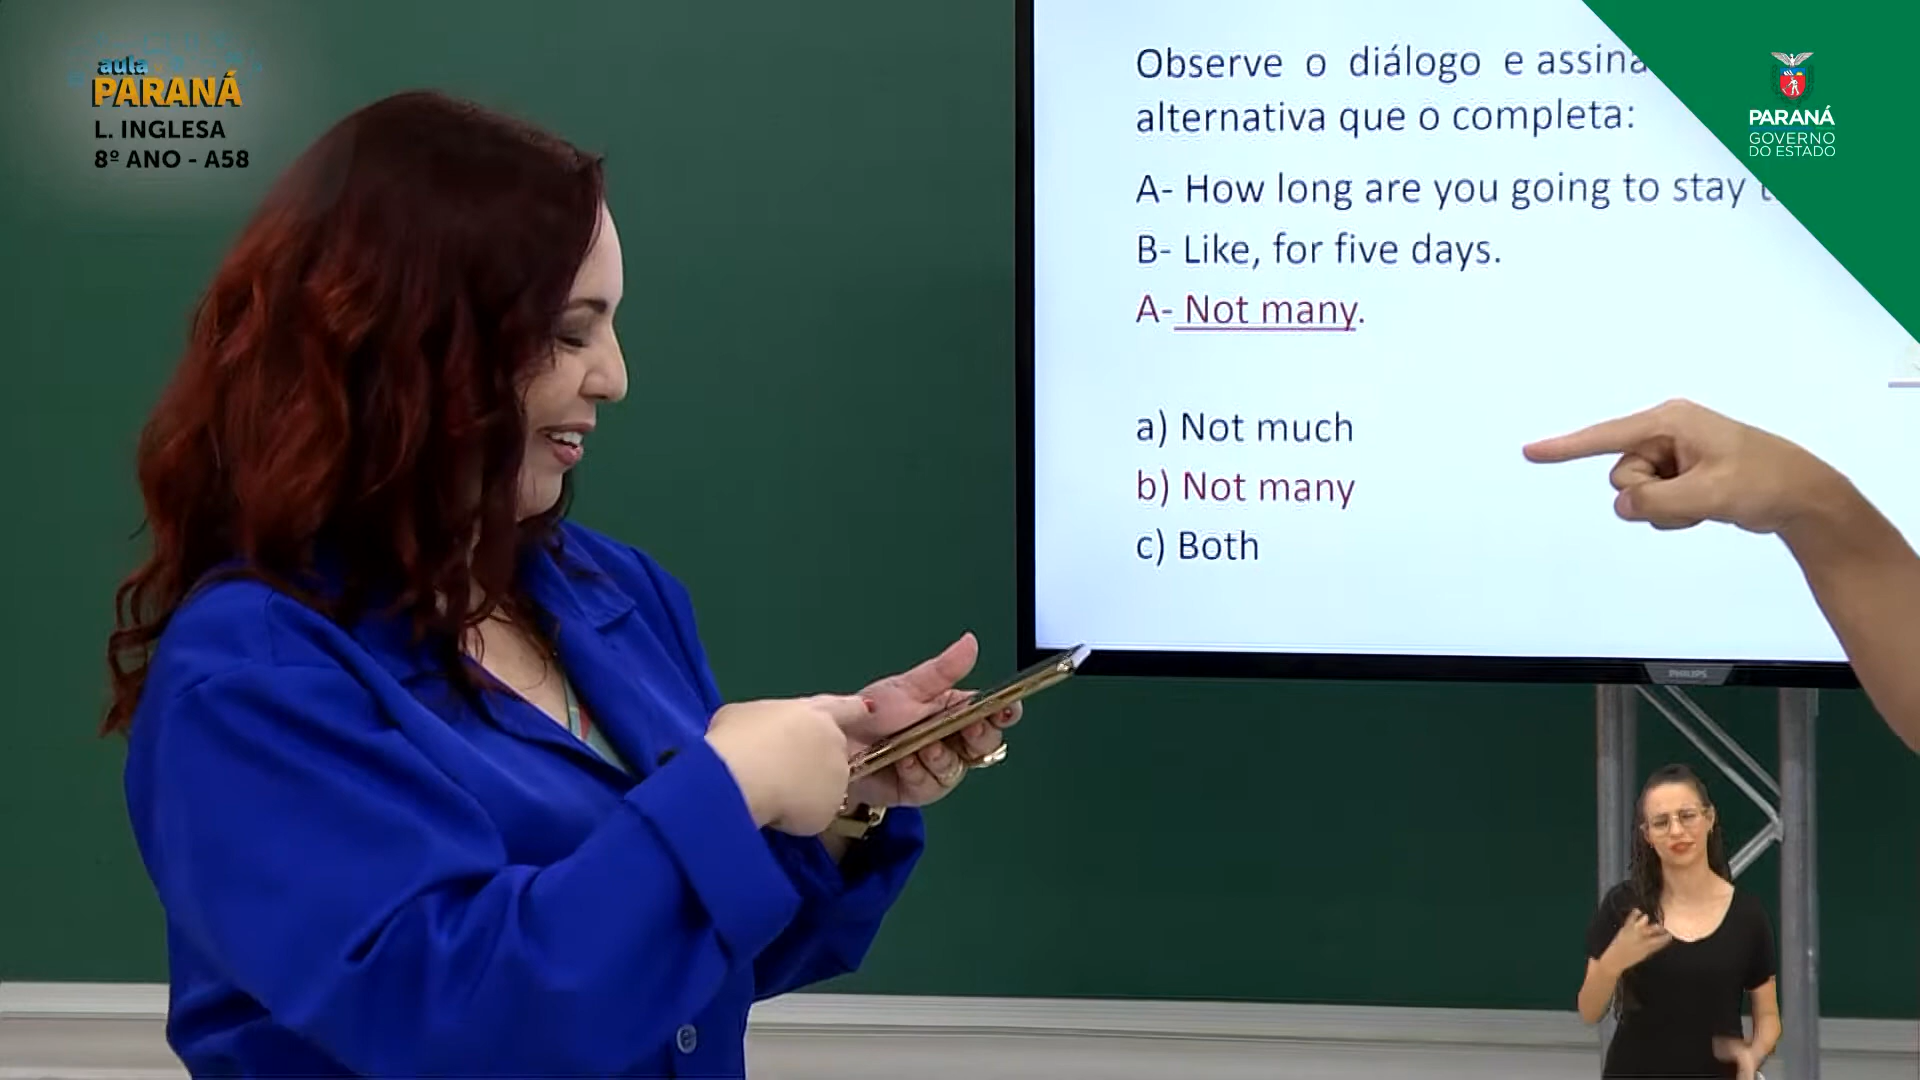 aula
PARANÁ
L. INGLESA
8º ANO - A58
Observe o diálogo e
alternativa que o completa:
A- How long are you going to stay
B- Like, for five days.
A- Not many.
a) Not much
b) Not many
c) Both
PARANÁ
GOVERNO
DO ESTADO
PHILIPS